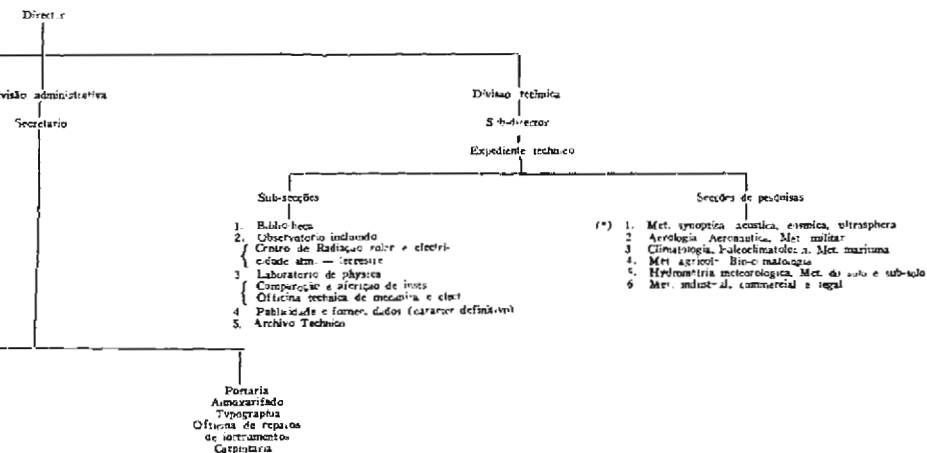 Director
visão administrativa
Secretario
Divisão technica
Sub-director
Expediente technico
Sub-secções
1. Bibliotheca
2. Observatorio incluindo
Centro de Radiação solar e electri-
cidade atm. — terrestre
3 Laboratorio de physica
Comparação e aferição de insts
Officina technica de mecanica e elect
4 Publicidade e fornec. dados (caracter definitivo)
5. Archivo Technico
Secções de pesquisas
(*) 1. Met. synoptica acustica, cosmica, ultrasphera
2 Aerologia Aeronautica, Met militar
3 Climatologia, Paleoclimatologia, Met. maritima
4. Met agricola Bio-climatologia
5. Hydrometria meteorologica, Met. do solo e sub-solo
6 Met. industrial, commercial e legal
Portaria
Almoxarifado
Typographia
Officina de reparos
de instrumentos
Carpintaria